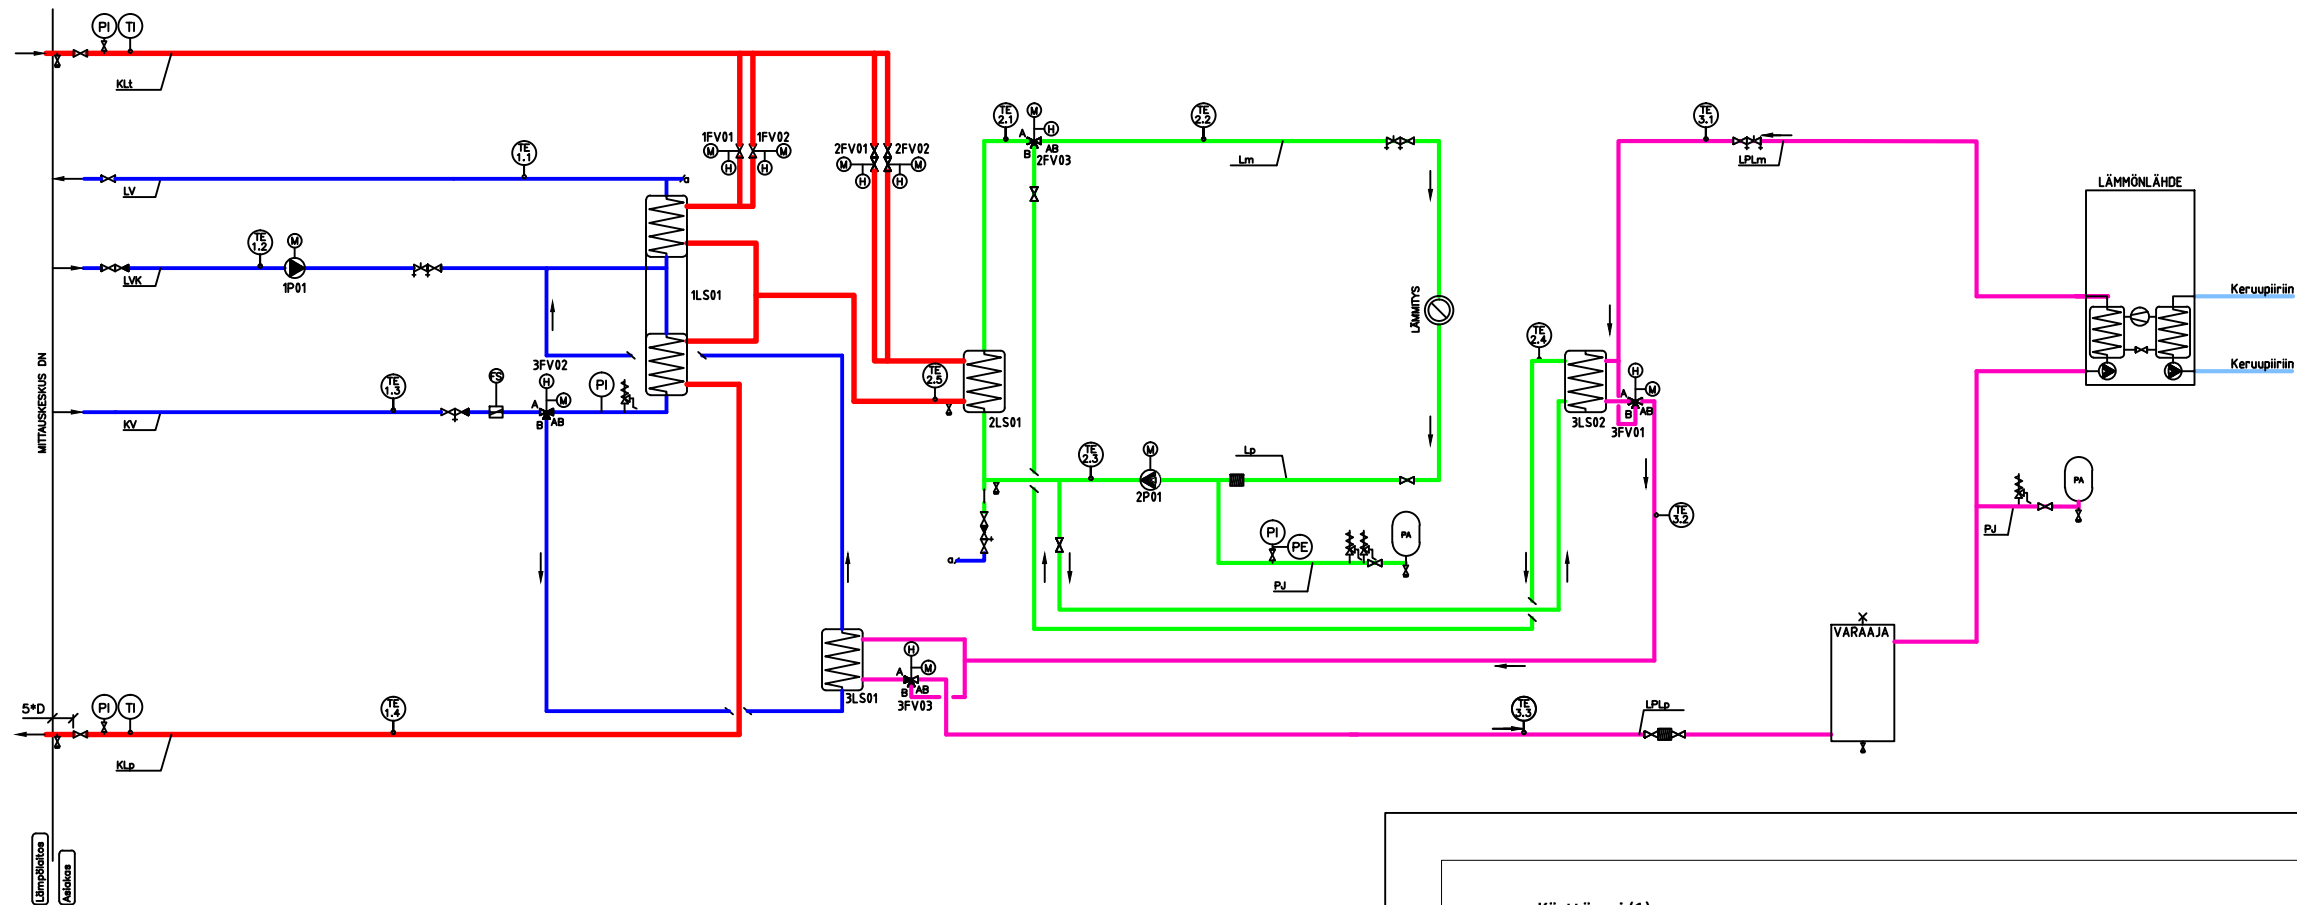 PI TI
KLt
TE 1.1
LV
TE 1.2
M
1P01
LVK
1FV01 1FV02
M M
H H
2FV01 2FV02
M M
H H
a
1LS01
MITTAUSKESKUS DN
TE 1.3
KV
FS
3FV02
H
M
A
B AB
PI
TE 2.5
2LS01
TE 2.1
M
H
A
B AB
2FV03
TE 2.2
Lm
LÄMMITYS
TE 2.3
M
2P01
Lp
PI PE
PJ
PA
a
TE 2.4
3LS02
H
M
A
B AB
3FV01
TE 3.1
LPLm
TE 3.2
LÄMMÖNLÄHDE
Keruupiiriin
Keruupiiriin
PA
PJ
VARAAJA
3LS01
H
M
A
B AB
3FV03
TE 3.3
LPLp
5*D
PI TI
TE 1.4
KLp
Lämpölaitos
Asiakas